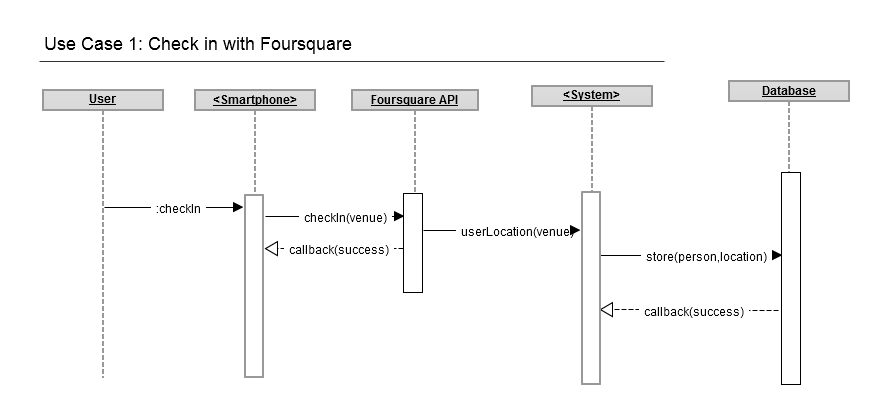 Use Case 1: Check in with Foursquare
User
<Smartphone>
Foursquare API
<System>
Database
:checkIn
checkIn(venue)
userLocation(venue)
callback(success)
store(person,location)
callback(success)